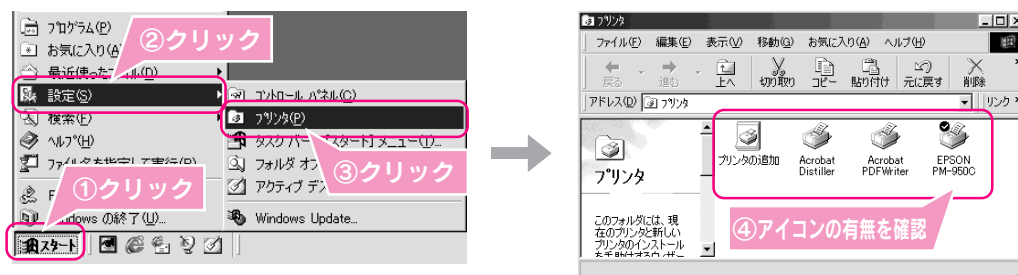 プログラム(P)
お気に入り(A)
②クリック
最近使ったファイル(D)
設定(S)
検索(F)
ヘルプ(H)
ファイル名を指定して実行(R)
①クリック
Windows の終了(U)...
スタート
コントロール パネル(C)
プリンタ(P)
タスク バーと [スタート] メニュー(T)...
フォルダ オ
③クリック
アクティブ デ
Windows Update...
プリンタ
ファイル(F) 編集(E) 表示(V) 移動(G) お気に入り(A) ヘルプ(H)
戻る 進む 上へ 切り取り コピー 貼り付け 元に戻す 削除
アドレス(D) プリンタ リンク
プリンタ
このフォルダには、現
在のプリンタと新しい
プリンタのインストール
プリンタの追加
Acrobat
Distiller
Acrobat
PDFWriter
EPSON
PM-950C
④アイコンの有無を確認